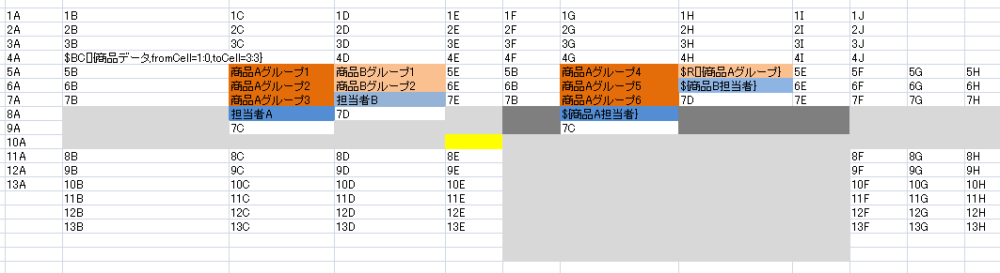 1A 1B 1C 1D 1E 1F 1G 1H 1I 1J
2A 2B 2C 2D 2E 2F 2G 2H 2I 2J
3A 3B 3C 3D 3E 3F 3G 3H 3I 3J
4A $BC[]{商品データ,fromCell=1:0,toCell=3:3} 4D 4E 4F 4G 4H 4I 4J
5A 5B 商品Aグループ1 商品Bグループ1 5E 5B 商品Aグループ4 $R[]{商品Aグループ} 5E 5F 5G 5H
6A 6B 商品Aグループ2 商品Bグループ2 6E 6B 商品Aグループ5 ${商品B担当者} 6E 6F 6G 6H
7A 7B 商品Aグループ3 担当者B 7E 7B 商品Aグループ6 7D 7E 7F 7G 7H
8A 担当者A 7D ${商品A担当者}
9A 7C 7C
10A
11A 8B 8C 8D 8E 8F 8G 8H
12A 9B 9C 9D 9E 9F 9G 9H
13A 10B 10C 10D 10E 10F 10G 10H
11B 11C 11D 11E 11F 11G 11H
12B 12C 12D 12E 12F 12G 12H
13B 13C 13D 13E 13F 13G 13H